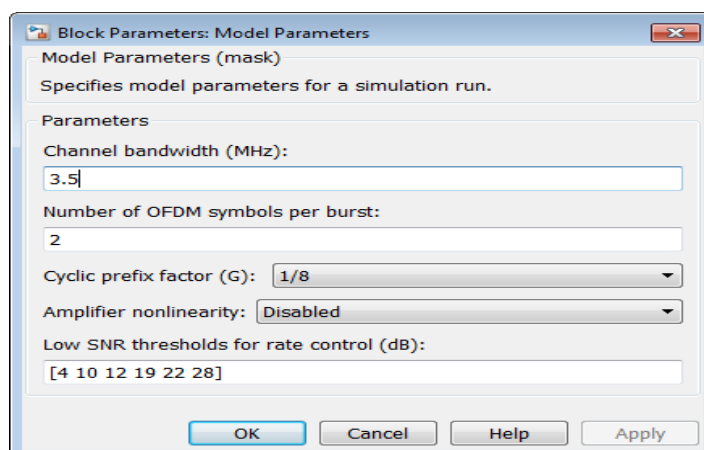 Block Parameters: Model Parameters
Model Parameters (mask)
Specifies model parameters for a simulation run.
Parameters
Channel bandwidth (MHz):
3.5
Number of OFDM symbols per burst:
2
Cyclic prefix factor (G): 1/8
Amplifier nonlinearity: Disabled
Low SNR thresholds for rate control (dB):
[4 10 12 19 22 28]
OK Cancel Help Apply